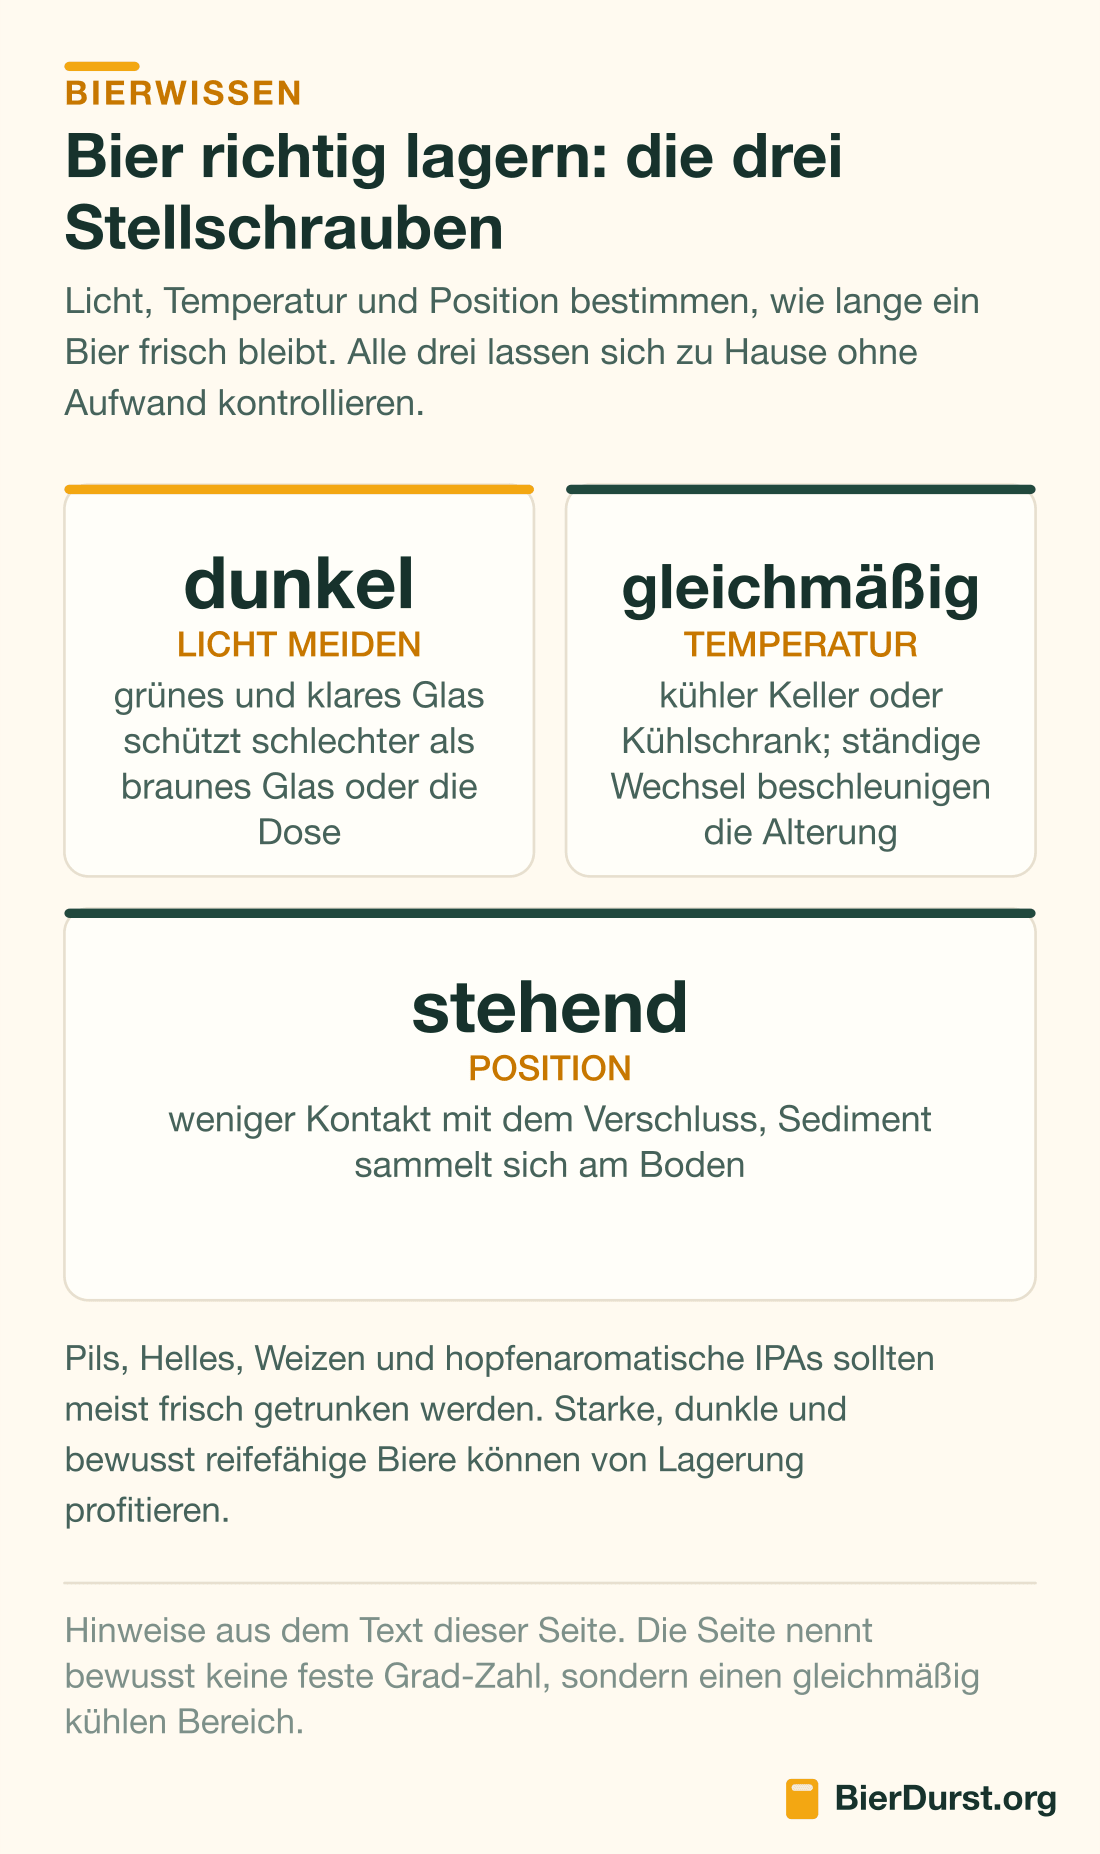 BIERWISSEN
Bier richtig lagern: die drei
Stellschrauben
Licht, Temperatur und Position bestimmen, wie lange ein
Bier frisch bleibt. Alle drei lassen sich zu Hause ohne
Aufwand kontrollieren.
dunkel
LICHT MEIDEN
grünes und klares Glas
schützt schlechter als
braunes Glas oder die
Dose
gleichmäßig
TEMPERATUR
kühler Keller oder
Kühlschrank; ständige
Wechsel beschleunigen
die Alterung
stehend
POSITION
weniger Kontakt mit dem Verschluss, Sediment
sammelt sich am Boden
Pils, Helles, Weizen und hopfenaromatische IPAs sollten
meist frisch getrunken werden. Starke, dunkle und
bewusst reifefähige Biere können von Lagerung
profitieren.
Hinweise aus dem Text dieser Seite. Die Seite nennt
bewusst keine feste Grad-Zahl, sondern einen gleichmäßig
kühlen Bereich.
BierDurst.org